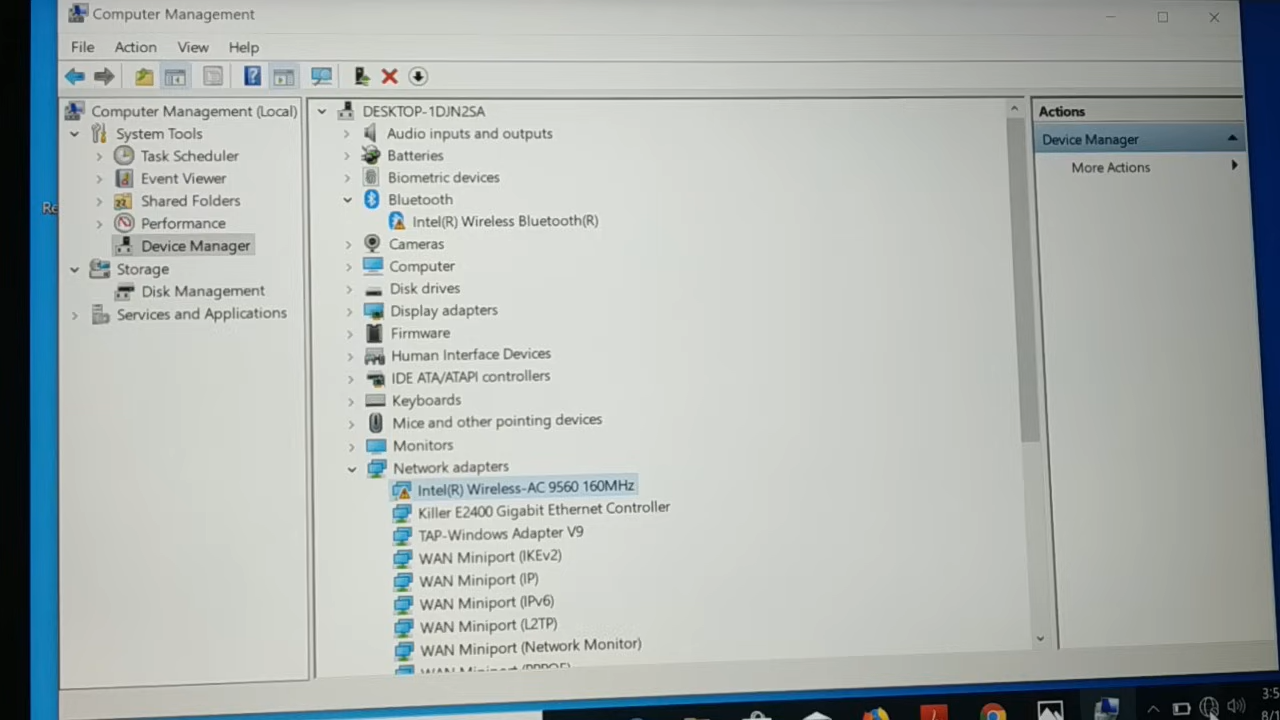 Computer Management
File Action View Help
Computer Management (Local)
System Tools
Task Scheduler
Event Viewer
Shared Folders
Performance
Device Manager
Storage
Disk Management
Services and Applications
DESKTOP-1DJN2SA
Audio inputs and outputs
Batteries
Biometric devices
Bluetooth
Intel(R) Wireless Bluetooth(R)
Cameras
Computer
Disk drives
Display adapters
Firmware
Human Interface Devices
IDE ATA/ATAPI controllers
Keyboards
Mice and other pointing devices
Monitors
Network adapters
Intel(R) Wireless-AC 9560 160MHz
Killer E2400 Gigabit Ethernet Controller
TAP-Windows Adapter V9
WAN Miniport (IKEv2)
WAN Miniport (IP)
WAN Miniport (IPv6)
WAN Miniport (L2TP)
WAN Miniport (Network Monitor)
Actions
Device Manager
More Actions